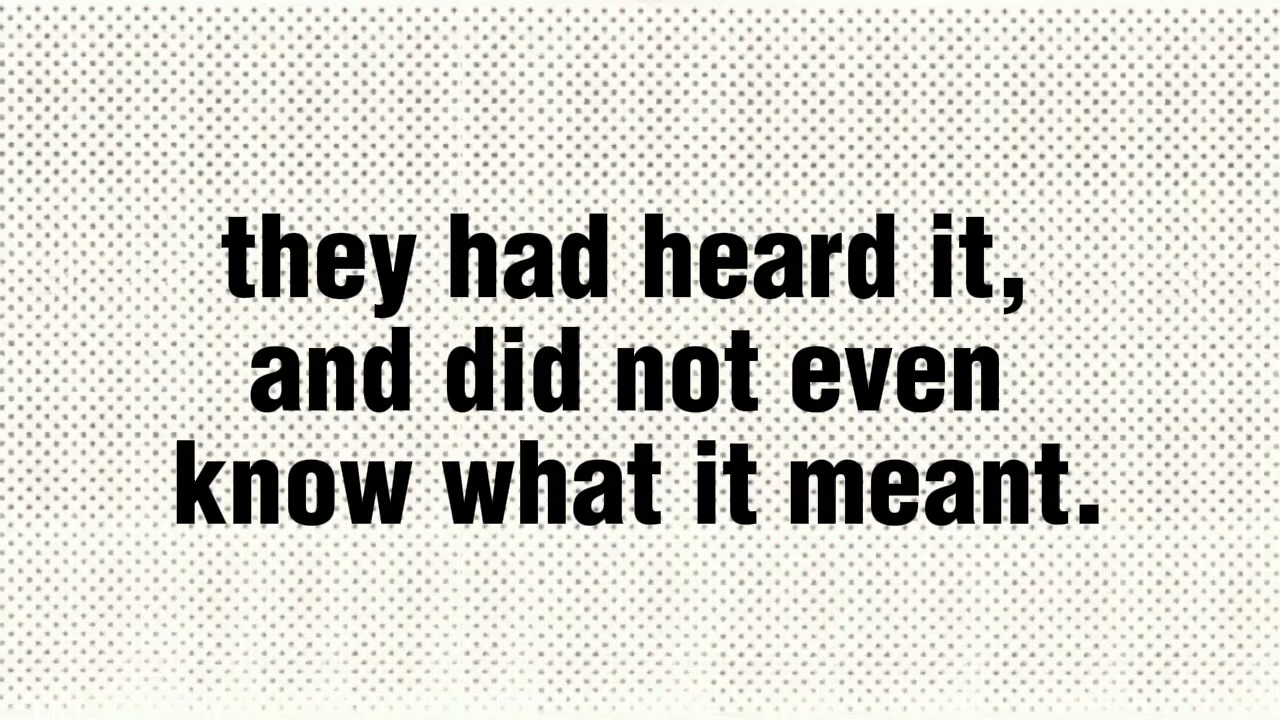 they had heard it,
and did not even
know what it meant.